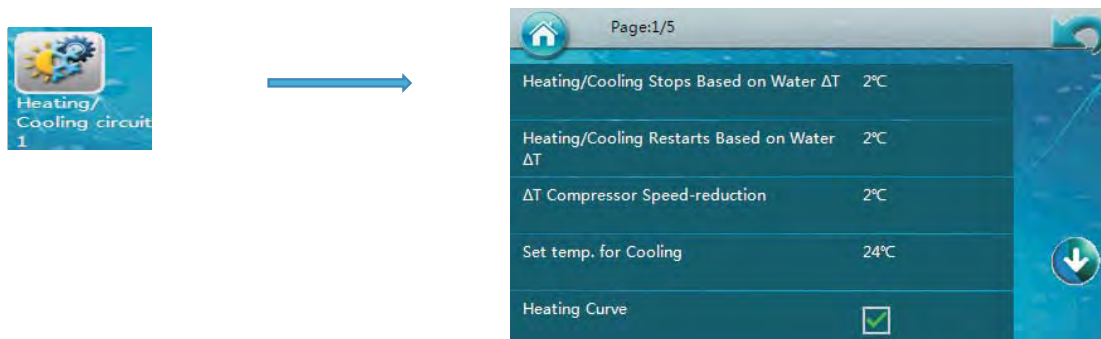 Heating/
Cooling circuit
1
Page:1/5
Heating/Cooling Stops Based on Water ΔT 2℃
Heating/Cooling Restarts Based on Water 2℃
ΔT
ΔT Compressor Speed-reduction 2℃
Set temp. for Cooling 24℃
Heating Curve